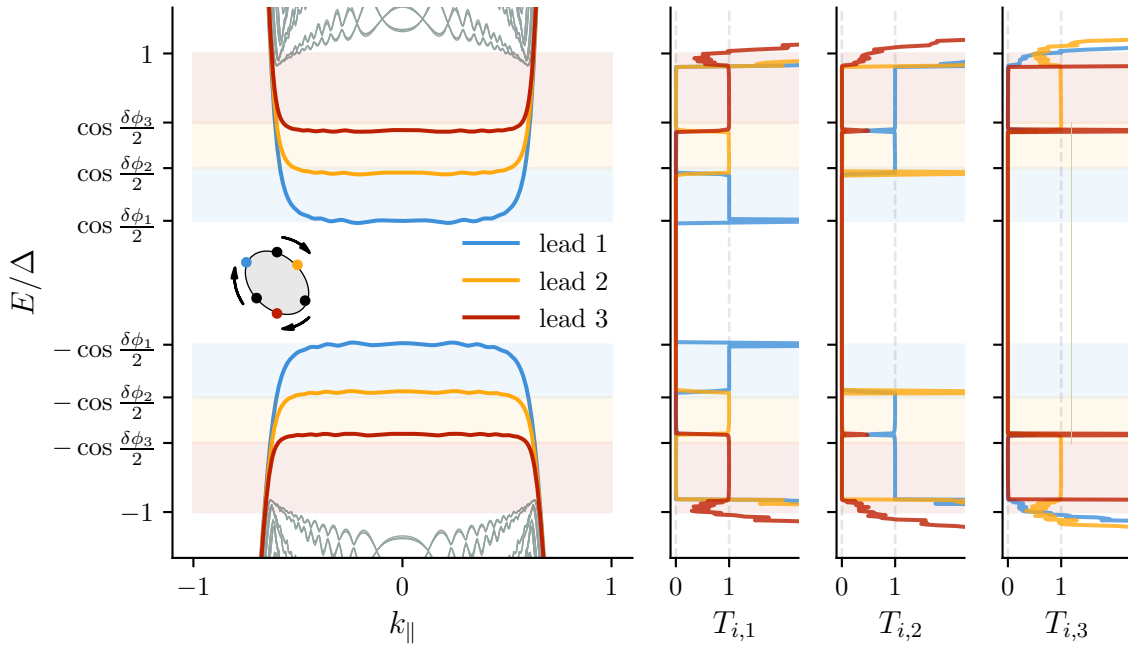 E/Δ
1
cos δϕ₃/2
cos δϕ₂/2
cos δϕ₁/2
− cos δϕ₁/2
− cos δϕ₂/2
− cos δϕ₃/2
−1
lead 1
lead 2
lead 3
−1 0 1
k∥
0 1
T_{i,1}
0 1
T_{i,2}
0 1
T_{i,3}